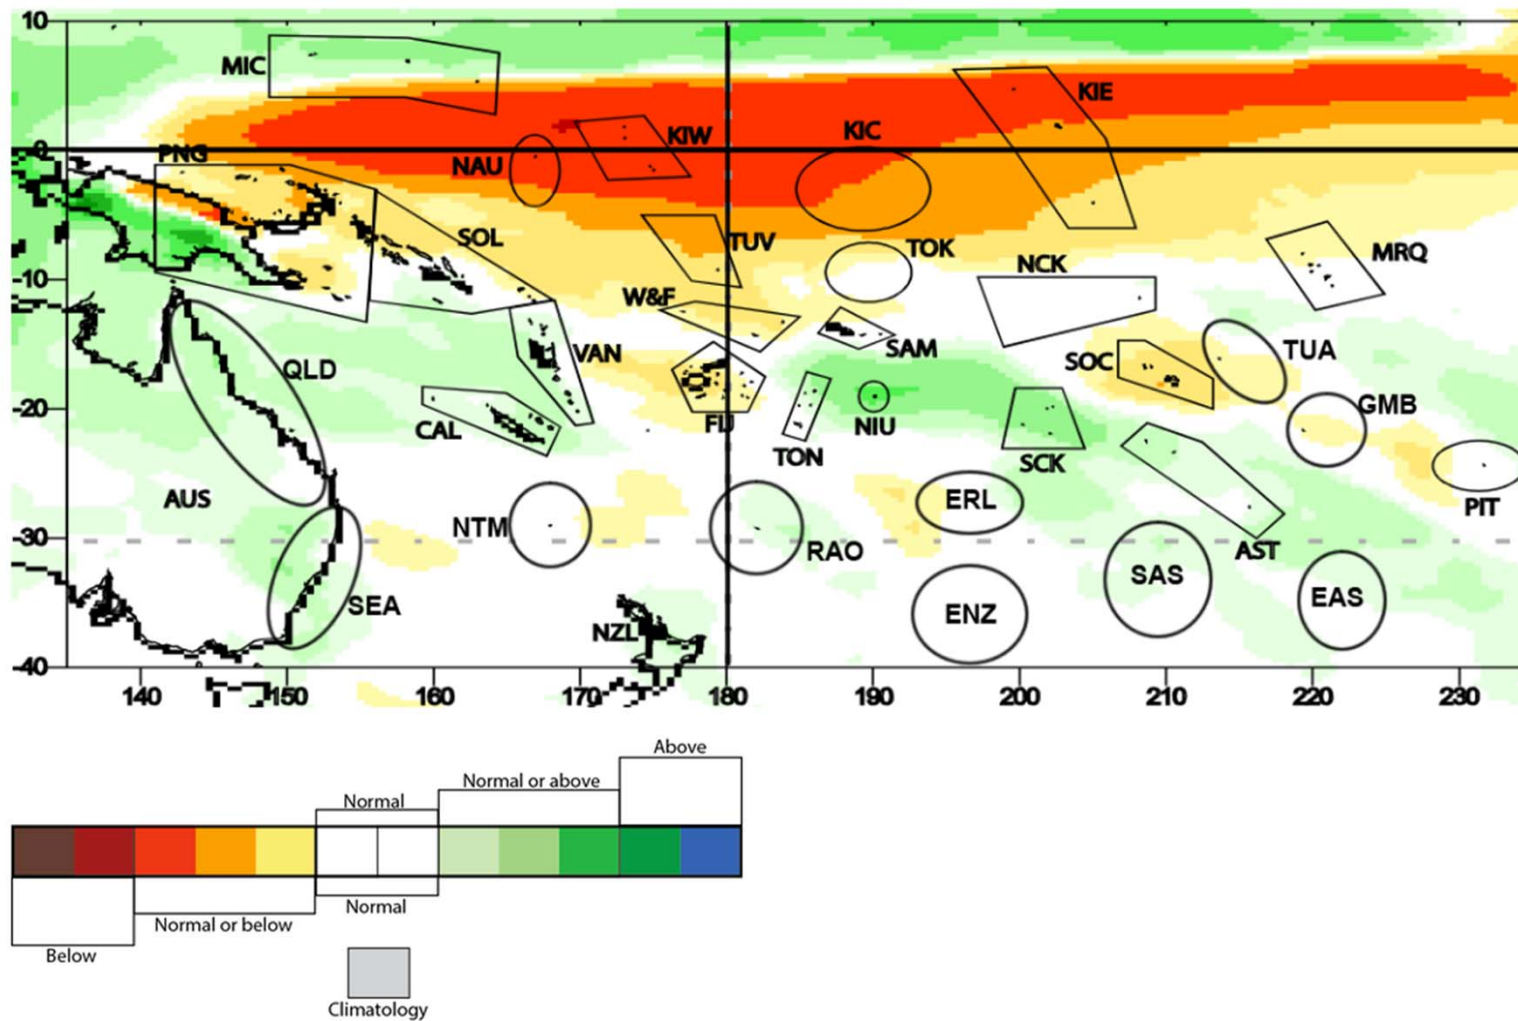 10
MIC
KIE
KIW
KIC
0
PNG
NAU
SOL
TUV
TOK
NCK
MRQ
-10
W&F
VAN
SAM
SOC
TUA
QLD
-20
CAL
FIJ
NIU
GMB
TON
SCK
AUS
NTM
ERL
PIT
-30
RAO
AST
SAS
SEA
ENZ
EAS
NZL
-40
140 150 160 170 180 190 200 210 220 230
Above
Normal or above
Normal
Normal
Normal or below
Below
Climatology